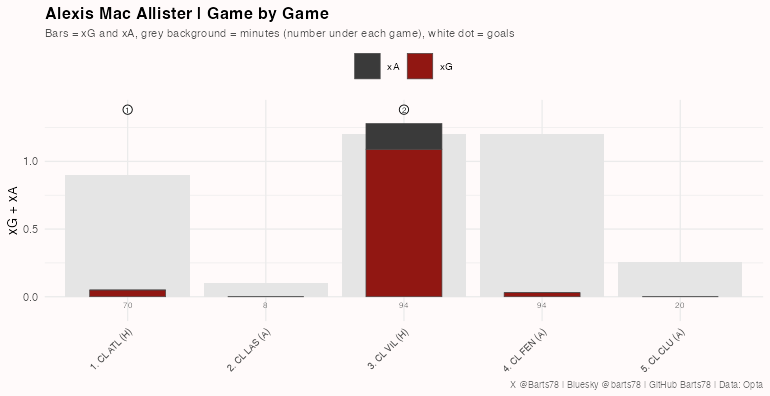 Alexis Mac Allister | Game by Game
Bars = xG and xA, grey background = minutes (number under each game), white dot = goals
xA xG
1 2
xG + xA
1.0
0.5
0.0
70 8 94 94 20
1. CL ATL (H)
2. CL LAS (A)
3. CL VIL (H)
4. CL FEN (A)
5. CL CLU (A)
X @Barts78 | Bluesky @barts78 | GitHub Barts78 | Data: Opta